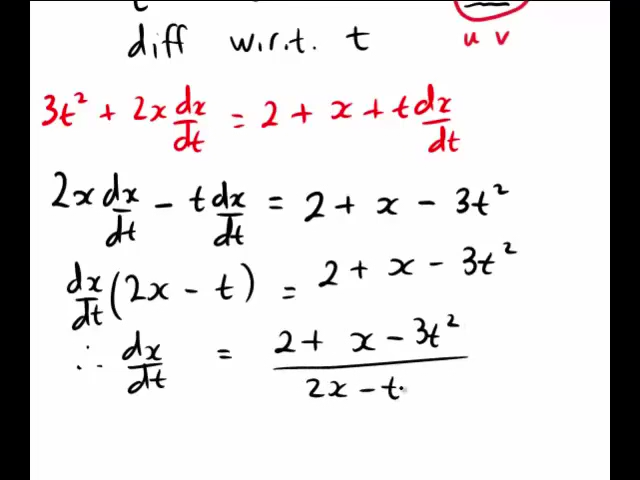 t
diff w.r.t. t u v
3t² + 2x dx/dt = 2 + x + t dx/dt
2x dx/dt - t dx/dt = 2 + x - 3t²
dx/dt (2x - t) = 2 + x - 3t²
∴ dx/dt = (2 + x - 3t²)/(2x - t)